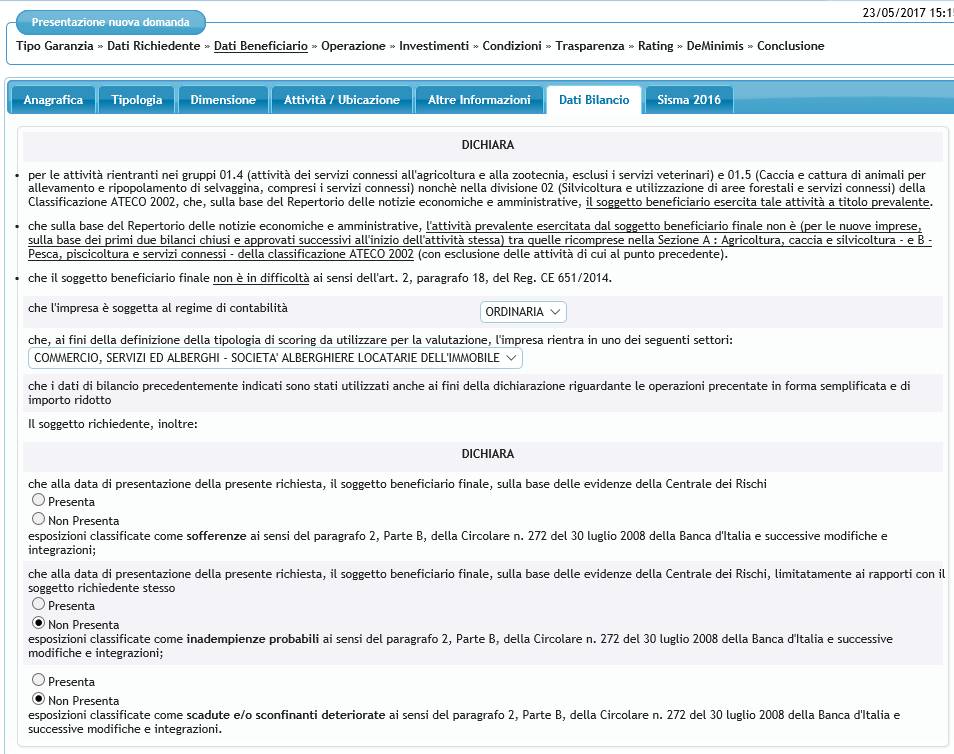 23/05/2017 15:1
Presentazione nuova domanda
Tipo Garanzia » Dati Richiedente » Dati Beneficiario » Operazione » Investimenti » Condizioni » Trasparenza » Rating » DeMinimis » Conclusione
Anagrafica Tipologia Dimensione Attività / Ubicazione Altre Informazioni Dati Bilancio Sisma 2016
DICHIARA
• per le attività rientranti nei gruppi 01.4 (attività dei servizi connessi all'agricoltura e alla zootecnia, esclusi i servizi veterinari) e 01.5 (Caccia e cattura di animali per
allevamento e ripopolamento di selvaggina, compresi i servizi connessi) nonchè nella divisione 02 (Silvicoltura e utilizzazione di aree forestali e servizi connessi) della
Classificazione ATECO 2002, che, sulla base del Repertorio delle notizie economiche e amministrative, il soggetto beneficiario esercita tale attività a titolo prevalente.
• che sulla base del Repertorio delle notizie economiche e amministrative, l'attività prevalente esercitata dal soggetto beneficiario finale non è (per le nuove imprese,
sulla base dei primi due bilanci chiusi e approvati successivi all'inizio dell'attività stessa) tra quelle ricomprese nella Sezione A : Agricoltura, caccia e silvicoltura - e B -
Pesca, piscicoltura e servizi connessi - della classificazione ATECO 2002 (con esclusione delle attività di cui al punto precedente).
• che il soggetto beneficiario finale non è in difficoltà ai sensi dell'art. 2, paragrafo 18, del Reg. CE 651/2014.
che l'impresa è soggetta al regime di contabilità ORDINARIA
che, ai fini della definizione della tipologia di scoring da utilizzare per la valutazione, l'impresa rientra in uno dei seguenti settori:
COMMERCIO, SERVIZI ED ALBERGHI - SOCIETA' ALBERGHIERE LOCATARIE DELL'IMMOBILE
che i dati di bilancio precedentemente indicati sono stati utilizzati anche ai fini della dichiarazione riguardante le operazioni precentate in forma semplificata e di
importo ridotto
Il soggetto richiedente, inoltre:
DICHIARA
che alla data di presentazione della presente richiesta, il soggetto beneficiario finale, sulla base delle evidenze della Centrale dei Rischi
Presenta
Non Presenta
esposizioni classificate come sofferenze ai sensi del paragrafo 2, Parte B, della Circolare n. 272 del 30 luglio 2008 della Banca d'Italia e successive modifiche e
integrazioni;
che alla data di presentazione della presente richiesta, il soggetto beneficiario finale, sulla base delle evidenze della Centrale dei Rischi, limitatamente ai rapporti con il
soggetto richiedente stesso
Presenta
Non Presenta
esposizioni classificate come inadempienze probabili ai sensi del paragrafo 2, Parte B, della Circolare n. 272 del 30 luglio 2008 della Banca d'Italia e successive
modifiche e integrazioni;
Presenta
Non Presenta
esposizioni classificate come scadute e/o sconfinanti deteriorate ai sensi del paragrafo 2, Parte B, della Circolare n. 272 del 30 luglio 2008 della Banca d'Italia e
successive modifiche e integrazioni.